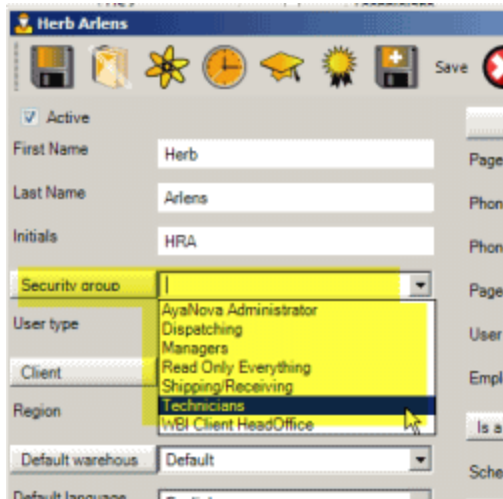 Herb Arlens
Save
Active
First Name Herb Page
Last Name Arlens Phon
Initials HRA Phon
Security group Page
AyaNova Administrator
User type Dispatching User
Managers
Client Read Only Everything Empl
Shipping/Receiving
Region Technicians Is a
WBI Client HeadOffice
Default warehous Default Sche
Default language